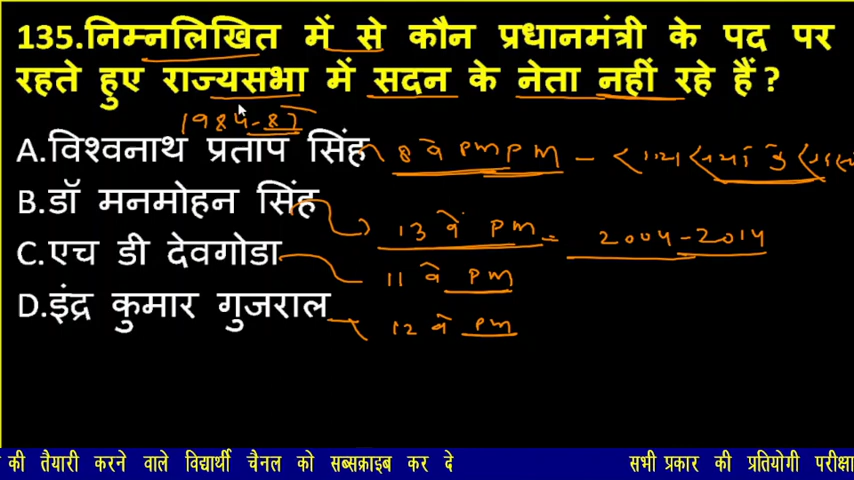 135.निम्नलिखित में से कौन प्रधानमंत्री के पद पर
रहते हुए राज्यसभा में सदन के नेता नहीं रहे हैं ?
1984-87
A.विश्वनाथ प्रताप सिंह 8 वे PM PM -
B.डॉ मनमोहन सिंह 13 वे PM = 2004-2014
C.एच डी देवगोडा 11 वे PM
D.इंद्र कुमार गुजराल 12 वे PM
की तैयारी करने वाले विद्यार्थी चैनल को सब्सक्राइब कर दे सभी प्रकार की प्रतियोगी परीक्षा